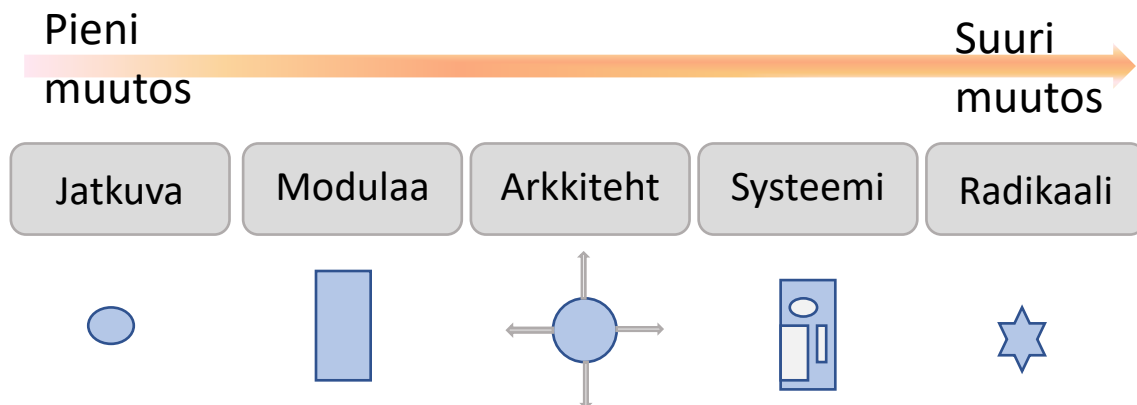 Pieni
muutos
Suuri
muutos
Jatkuva
Modulaa
Arkkiteht
Systeemi
Radikaali